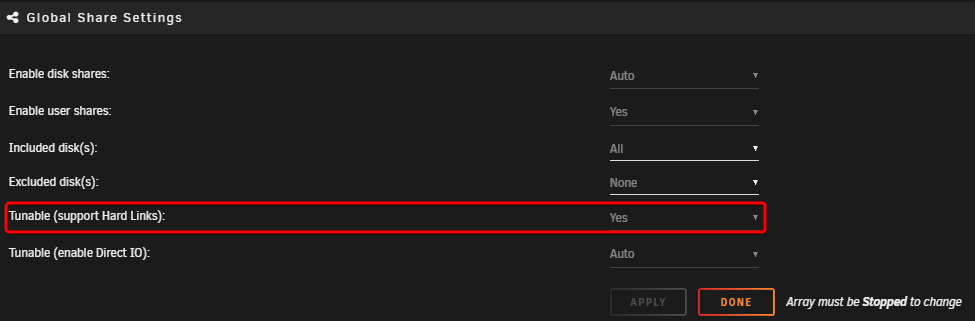 Global Share Settings
Enable disk shares: Auto
Enable user shares: Yes
Included disk(s): All
Excluded disk(s): None
Tunable (support Hard Links): Yes
Tunable (enable Direct IO): Auto
APPLY DONE Array must be Stopped to change